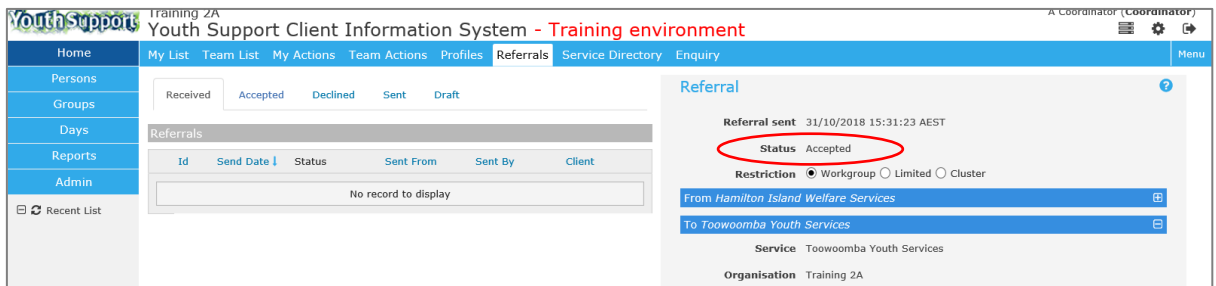 YouthSupport
Training 2A
A Coordinator (Coordinator)
Youth Support Client Information System - Training environment
Home
My List Team List My Actions Team Actions Profiles Referrals Service Directory Enquiry
Menu
Persons
Groups
Days
Reports
Admin
Recent List
Received Accepted Declined Sent Draft
Referrals
Id Send Date Status Sent From Sent By Client
No record to display
Referral
?
Referral sent 31/10/2018 15:31:23 AEST
Status Accepted
Restriction Workgroup Limited Cluster
From Hamilton Island Welfare Services
To Toowoomba Youth Services
Service Toowoomba Youth Services
Organisation Training 2A